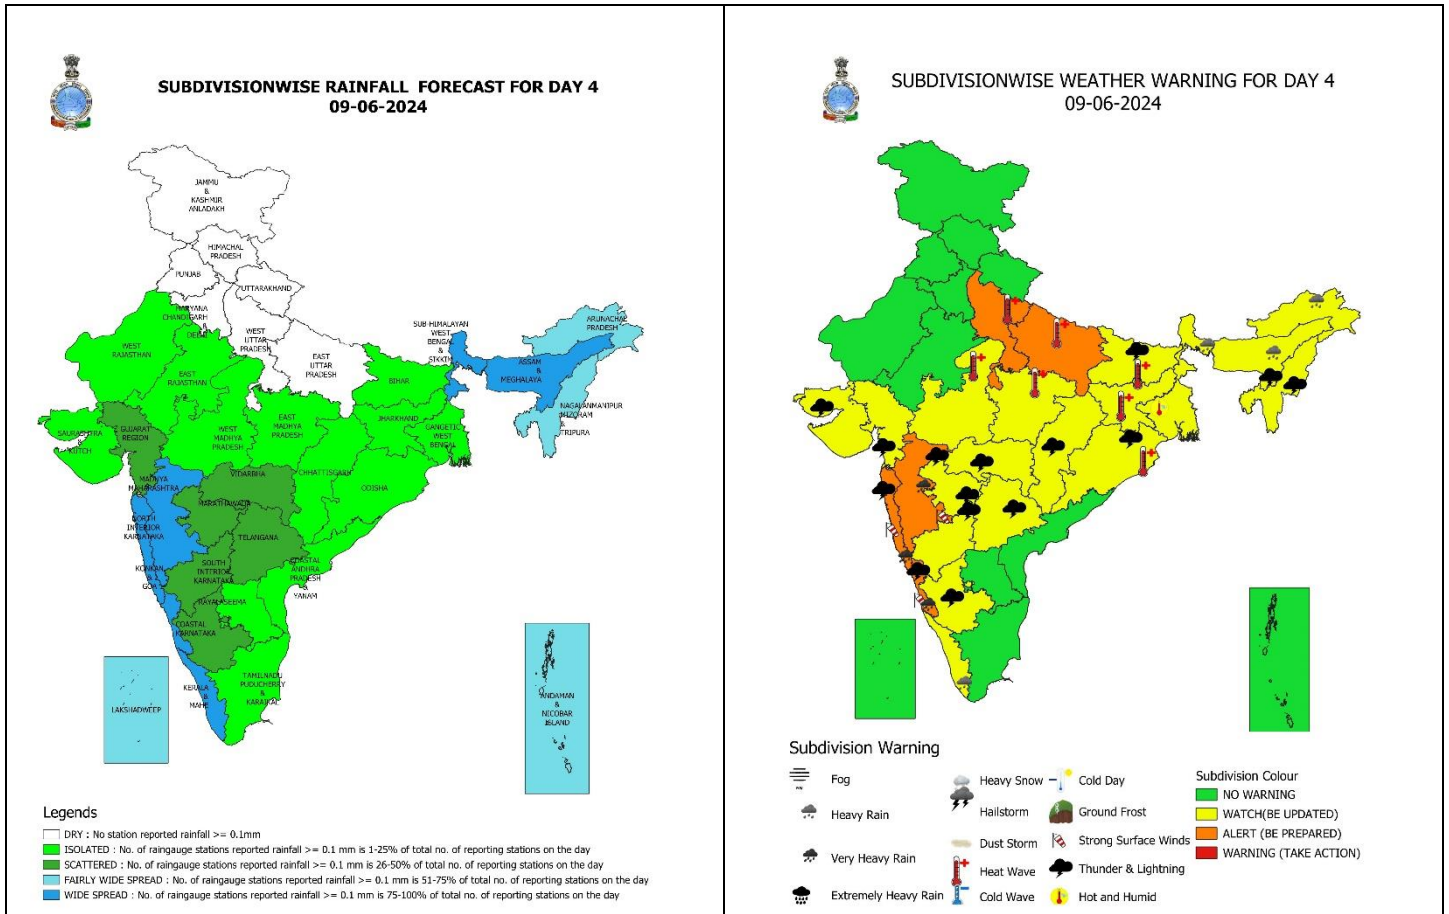 SUBDIVISIONWISE RAINFALL FORECAST FOR DAY 4
09-06-2024
JAMMU
&
KASHMIR
ANLADAKH
HIMACHAL
PRADESH
PUNJAB
UTTARAKHAND
HARYANA
CHANDIGARH
&
DELHI
WEST
UTTAR
PRADESH
EAST
UTTAR
PRADESH
WEST
RAJASTHAN
EAST
RAJASTHAN
SUB-HIMALAYAN
WEST
BENGAL
&
SIKKIM
ARUNACHAL
PRADESH
ASSAM
&
MEGHALAYA
NAGALANMANIPUR
MIZORAM
&
TRIPURA
BIHAR
JHARKHAND
GANGETIC
WEST
BENGAL
SAURACHTRA
&
KUTCH
GUJARAT
REGION
WEST
MADHYA
PRADESH
EAST
MADHYA
PRADESH
CHHATTISGARH
ODISHA
VIDARBHA
MADHYA
MAHARASHTRA
MARATHAWADA
TELANGANA
NORTH
INTERIOR
KARNATAKA
KONKAN
&
GOA
SOUTH
INTERIOR
KARNATAKA
COASTAL
ANDHRA
PRADESH
&
YANAM
RAYALASEEMA
COASTAL
KARNATAKA
KERALA
&
MAHE
TAMILNADU
PUDUCHERRY
&
KARAIKAL
LAKSHADWEEP
ANDAMAN
&
NICOBAR
ISLAND
Legends
DRY : No station reported rainfall >= 0.1mm
ISOLATED : No. of raingauge stations reported rainfall >= 0.1 mm is 1-25% of total no. of reporting stations on the day
SCATTERED : No. of raingauge stations reported rainfall >= 0.1 mm is 26-50% of total no. of reporting stations on the day
FAIRLY WIDE SPREAD : No. of raingauge stations reported rainfall >= 0.1 mm is 51-75% of total no. of reporting stations on the day
WIDE SPREAD : No. of raingauge stations reported rainfall >= 0.1 mm is 75-100% of total no. of reporting stations on the day
SUBDIVISIONWISE WEATHER WARNING FOR DAY 4
09-06-2024
Subdivision Warning
Fog
Heavy Rain
Very Heavy Rain
Extremely Heavy Rain
Heavy Snow
Hailstorm
Dust Storm
Heat Wave
Cold Wave
Cold Day
Ground Frost
Strong Surface Winds
Thunder & Lightning
Hot and Humid
Subdivision Colour
NO WARNING
WATCH(BE UPDATED)
ALERT (BE PREPARED)
WARNING (TAKE ACTION)